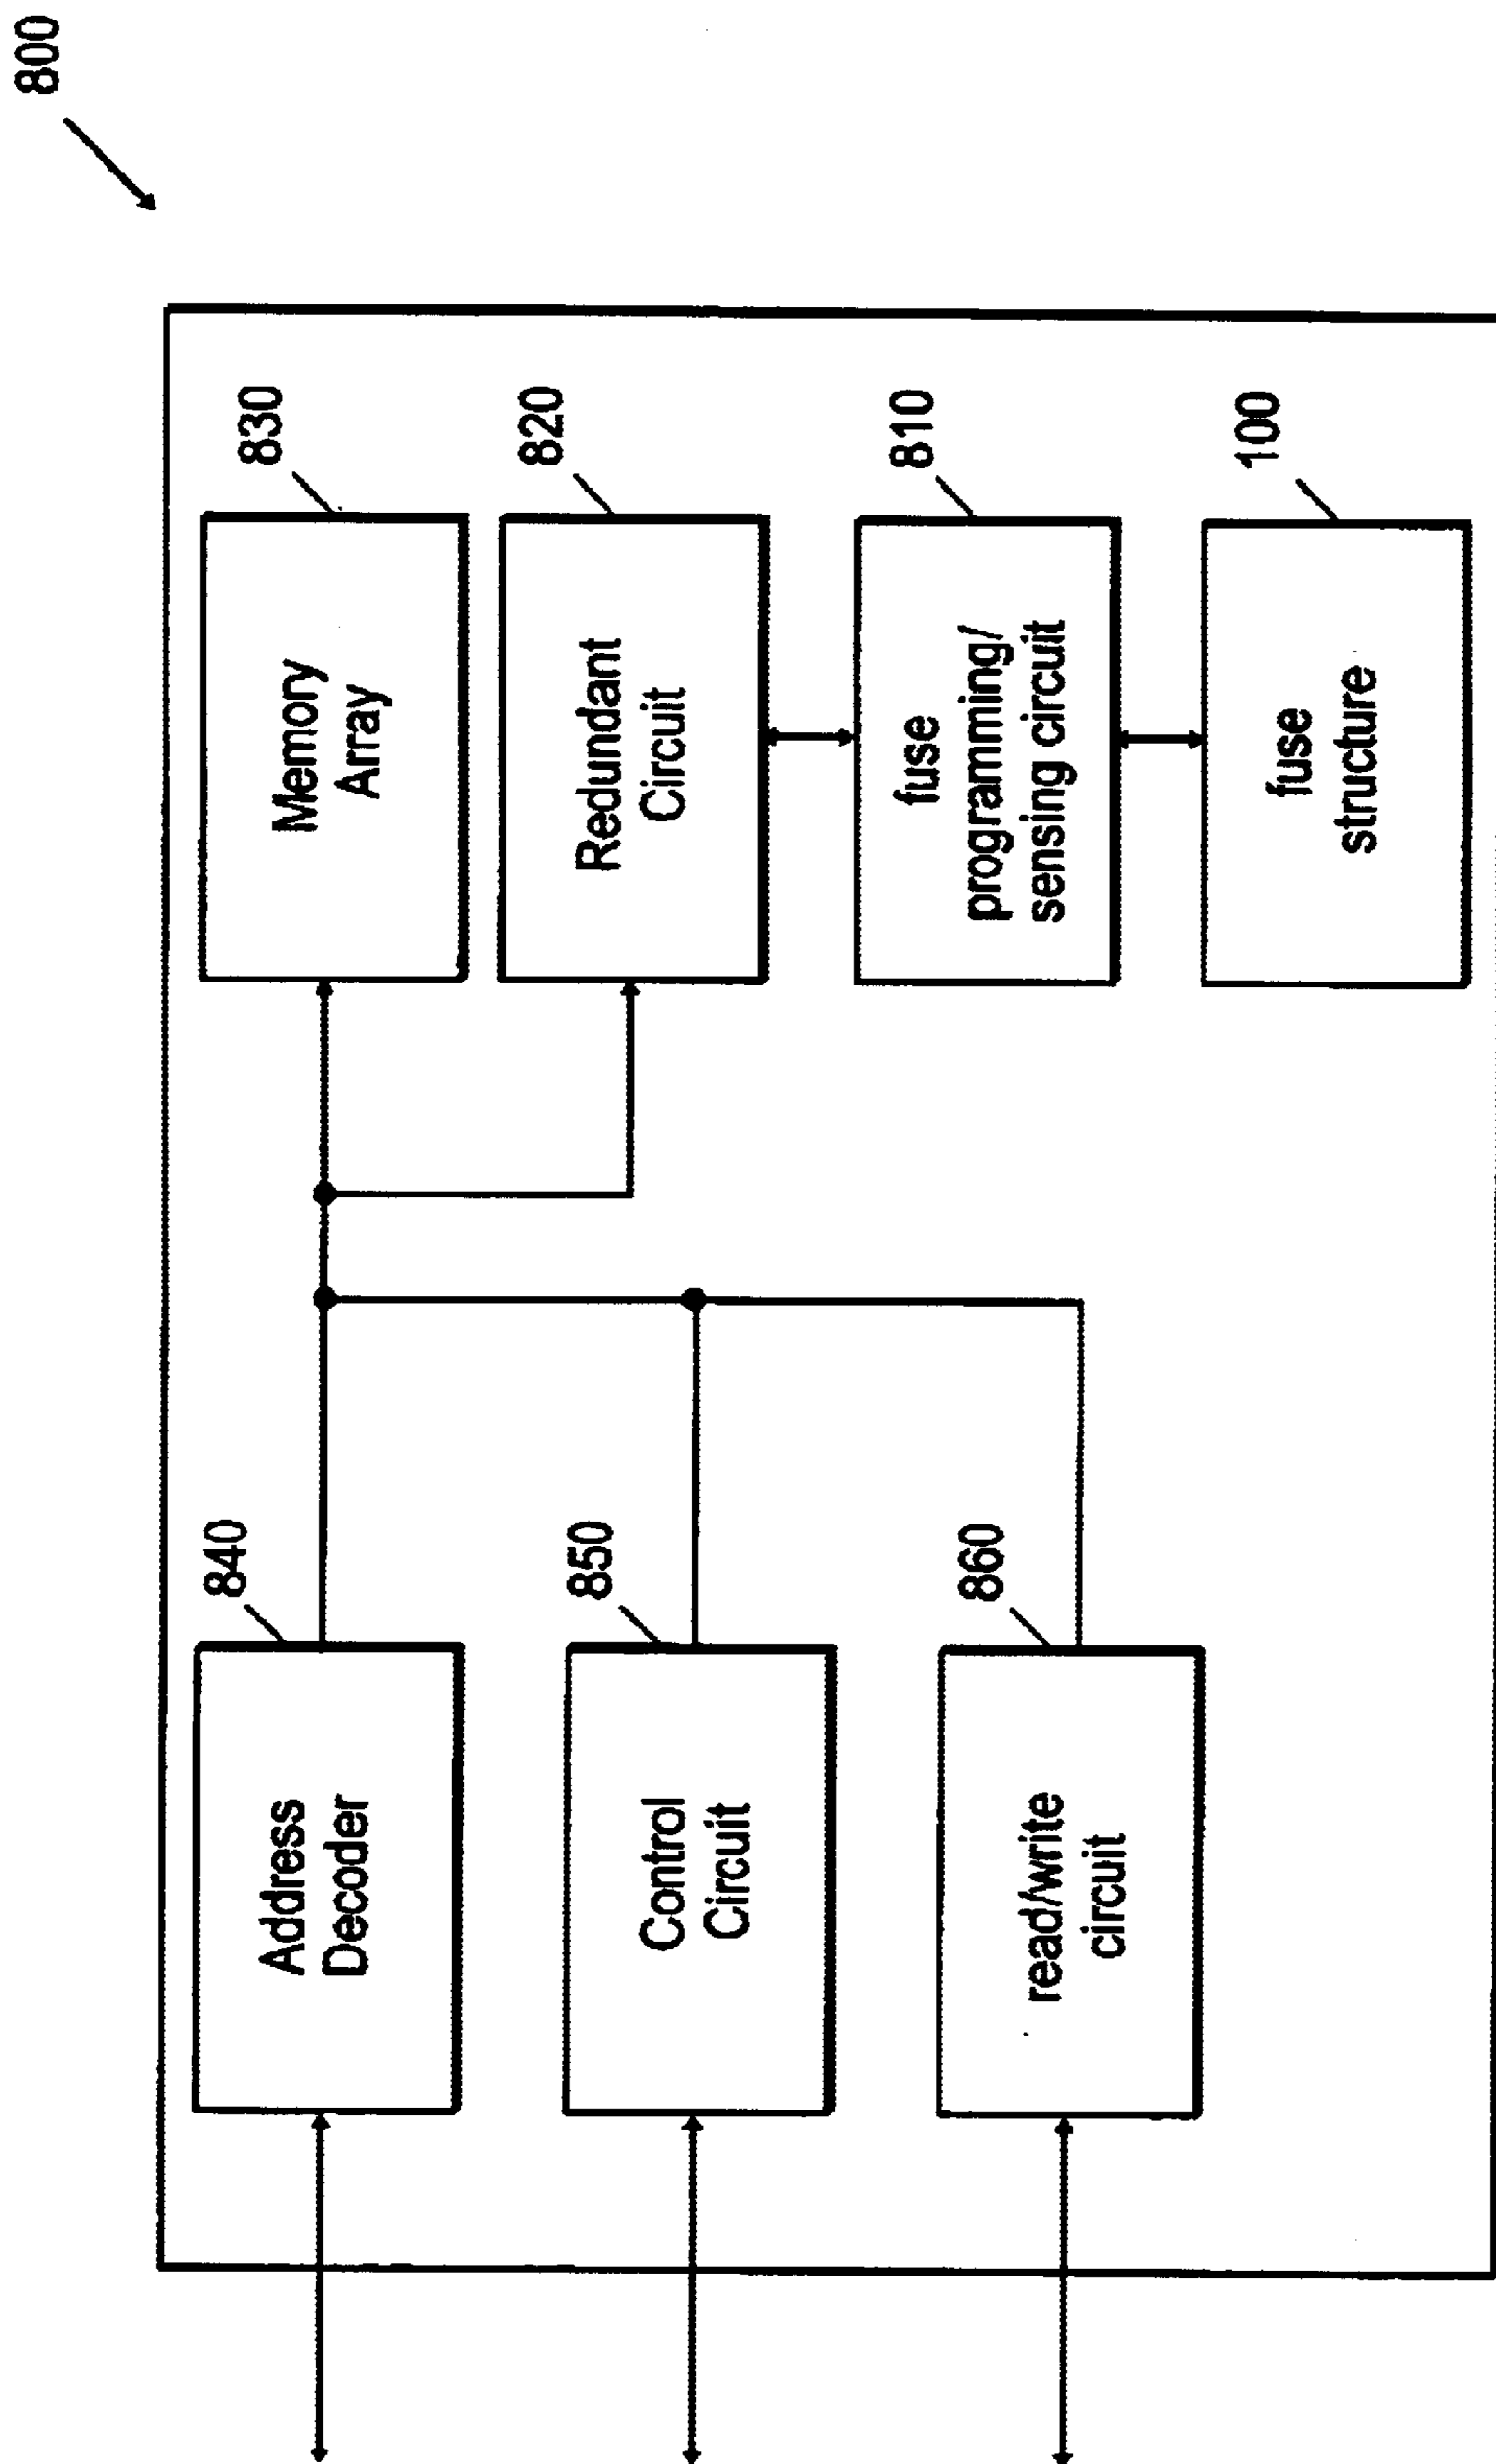 800
840
Address
Decoder
830
Memory
Array
820
Redundant
Circuit
850
Control
Circuit
810
fuse
programming/
sensing circuit
860
read/write
circuit
100
fuse
structure